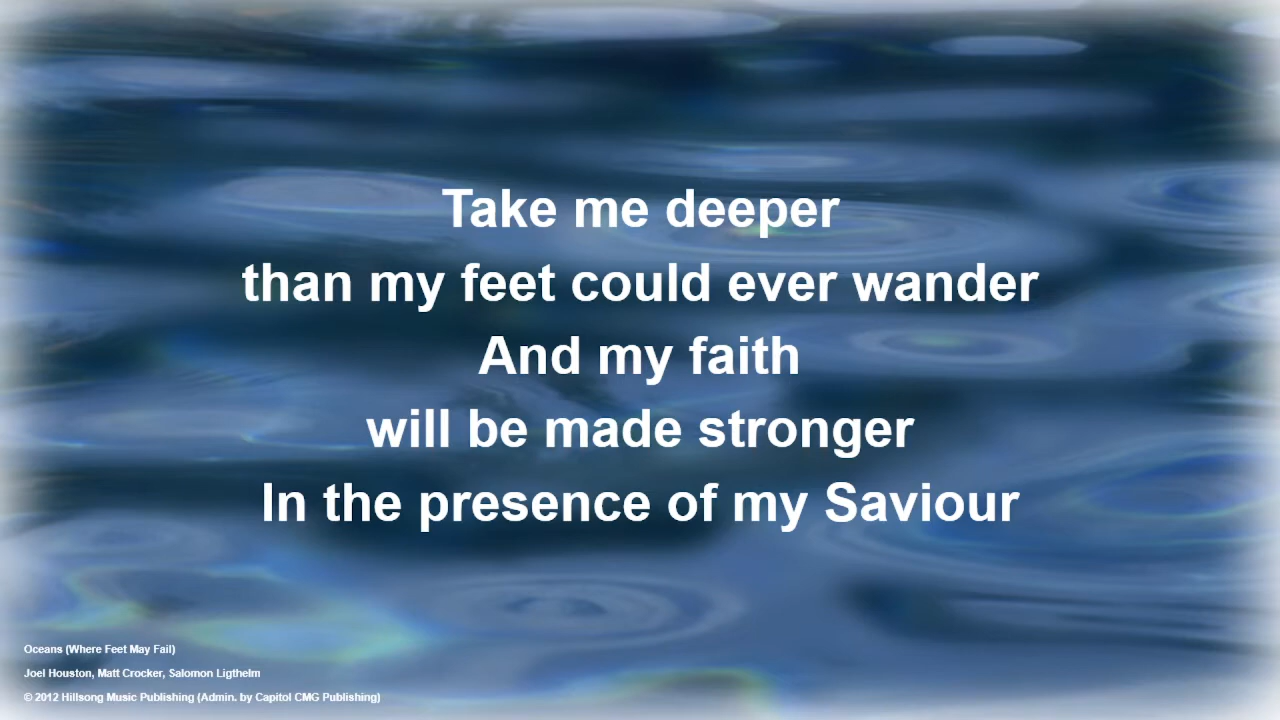 Take me deeper
than my feet could ever wander
And my faith
will be made stronger
In the presence of my Saviour
Oceans (Where Feet May Fail)
Joel Houston, Matt Crocker, Salomon Ligthelm
© 2012 Hillsong Music Publishing (Admin. by Capitol CMG Publishing)